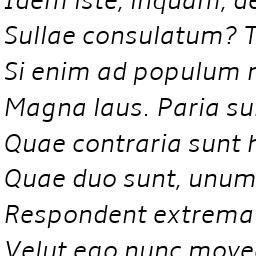 Idem iste, inquam, de
Sullae consulatum? T
Si enim ad populum
Magna laus. Paria su
Quae contraria sunt h
Quae duo sunt, unum
Respondent extrema
Velut ego nunc move